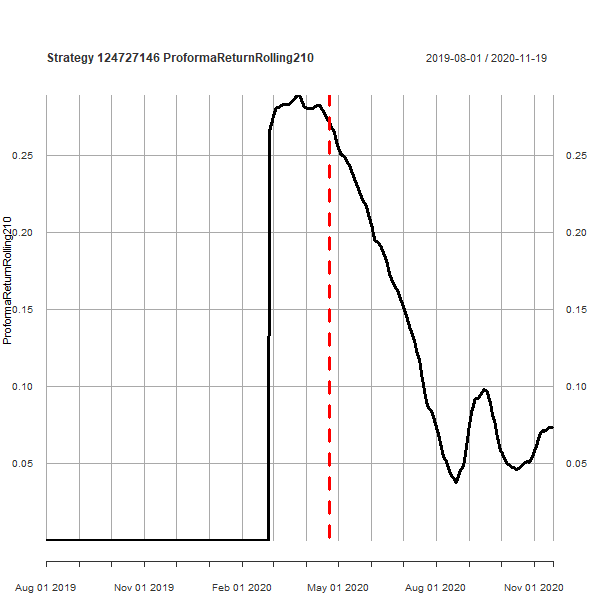 Strategy 124727146 ProformaReturnRolling210
2019-08-01 / 2020-11-19
ProformaReturnRolling210
0.25
0.20
0.15
0.10
0.05
0.25
0.20
0.15
0.10
0.05
Aug 01 2019
Nov 01 2019
Feb 01 2020
May 01 2020
Aug 01 2020
Nov 01 2020